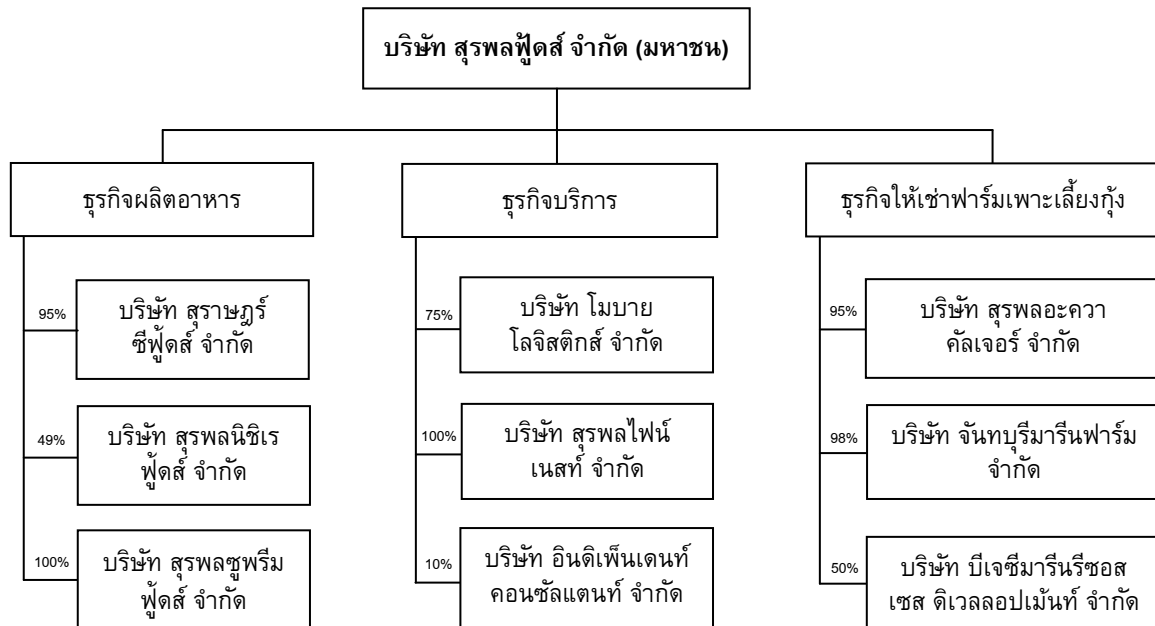 บริษัท สุรพลฟู้ดส์ จำกัด (มหาชน)
ธุรกิจผลิตอาหาร
95%
บริษัท สุราษฎร์
ซีฟู้ดส์ จำกัด
49%
บริษัท สุรพลนิชิเร
ฟู้ดส์ จำกัด
100%
บริษัท สุรพลซูพรีม
ฟู้ดส์ จำกัด
ธุรกิจบริการ
75%
บริษัท โมบาย
โลจิสติกส์ จำกัด
100%
บริษัท สุรพลไฟน์
เนสท์ จำกัด
10%
บริษัท อินดิเพ็นเดนท์
คอนซัลแตนท์ จำกัด
ธุรกิจให้เช่าฟาร์มเพาะเลี้ยงกุ้ง
95%
บริษัท สุรพลอะควา
คัลเจอร์ จำกัด
98%
บริษัท จันทบุรีมารีนฟาร์ม
จำกัด
50%
บริษัท บีเจซีมารีนรีซอส
เซส ดิเวลลอปเม้นท์ จำกัด